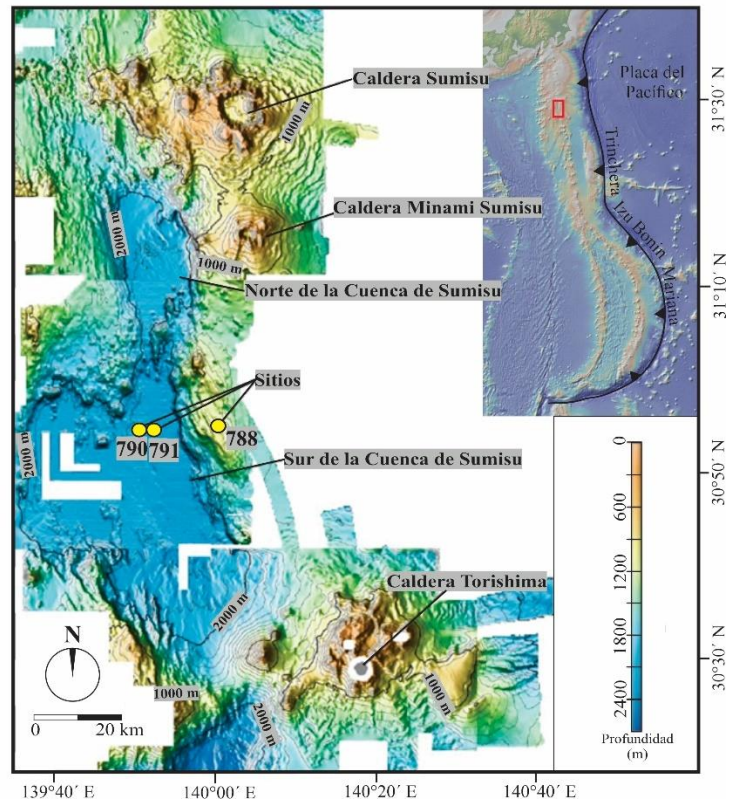 Caldera Sumisu
1000 m
Caldera Minami Sumisu
2000 m
1000 m
Norte de la Cuenca de Sumisu
Sitios
790
791
788
2000 m
Sur de la Cuenca de Sumisu
Caldera Torishima
2000 m
N
1000 m
1000 m
2000 m
0
20 km
Placa del
Pacífico
Trinchera Izu Bonin Mariana
0
600
1200
1800
2400
Profundidad
(m)
31°30´ N
31°10´ N
30°50´ N
30°30´ N
139°40´ E
140°00´ E
140°20´ E
140°40´ E